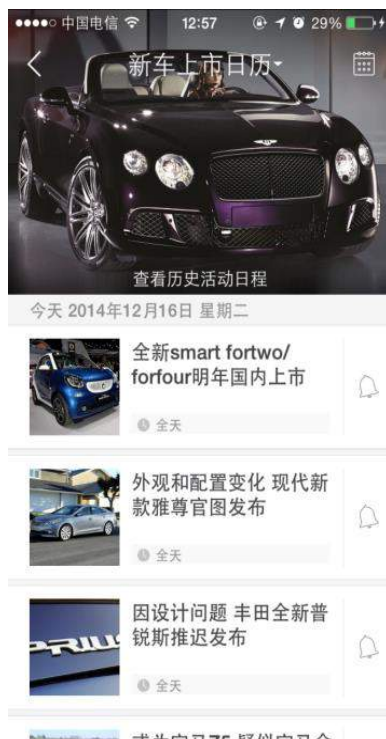 中国电信 12:57 29%
新车上市日历
查看历史活动日程
今天 2014年12月16日 星期二
全新smart fortwo/
forfour明年国内上市
全天
外观和配置变化 现代新
款雅尊官图发布
全天
PRIUS
因设计问题 丰田全新普
锐斯推迟发布
全天